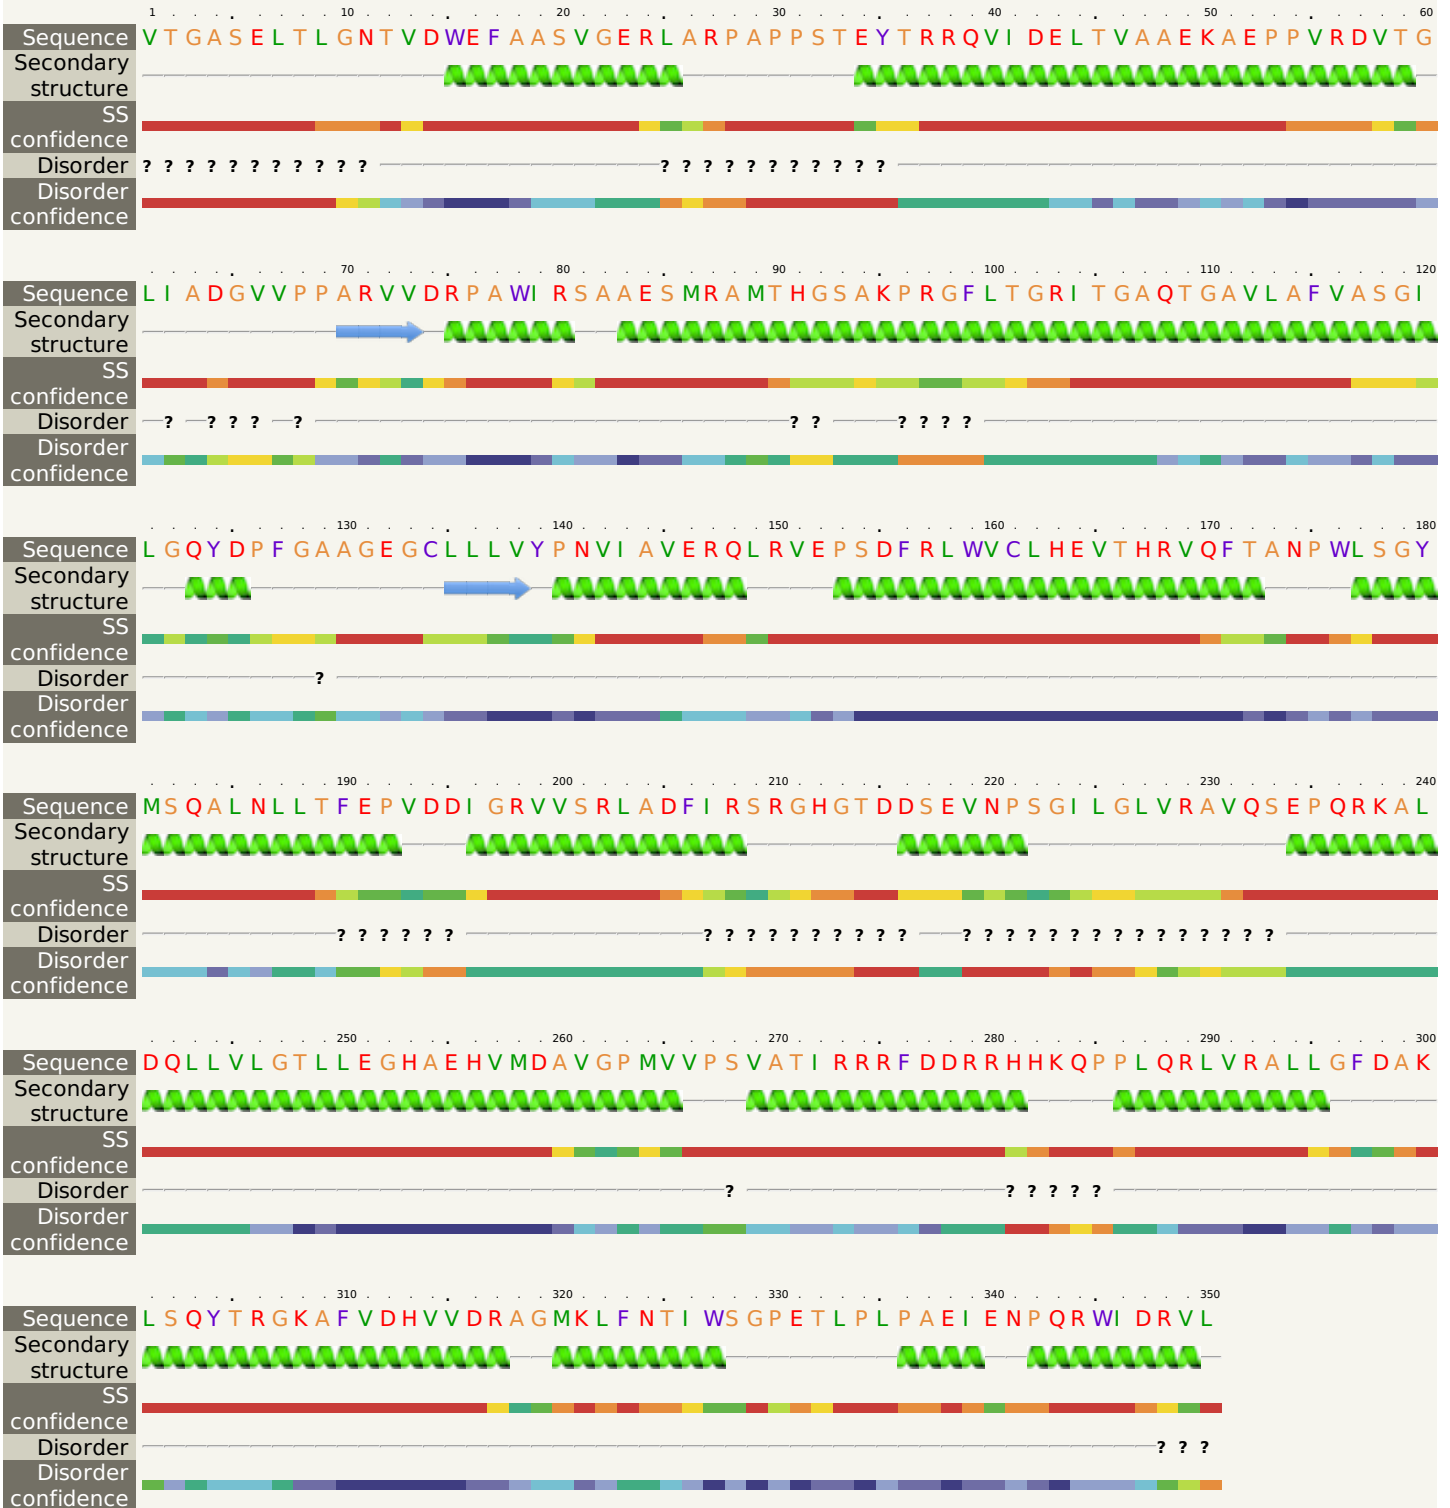 1 10 20 30 40 50 60
Sequence VTGASELTLGNTVDWEFAASVGERLARPAPPSTEYTRRQVIDELTVAAEKAEPPVRDVTG
Secondary
structure
SS
confidence
Disorder ? ? ? ? ? ? ? ? ? ? ? ? ? ? ? ? ? ? ? ? ? ?
Disorder
confidence
70 80 90 100 110 120
Sequence LIADGVVPPARVVDRPAWIRSAAESMRAMTHGSAKPRGFLTGRITGAQTGAVLAFVASGI
Secondary
structure
SS
confidence
Disorder ? ? ? ? ? ? ? ? ? ? ?
Disorder
confidence
130 140 150 160 170 180
Sequence LGQYDPFGAAGEGCLLLVYPNVIAVERQLRVEPSDFRLWVCLHEVTHRVQFTANPWLSGY
Secondary
structure
SS
confidence
Disorder ?
Disorder
confidence
190 200 210 220 230 240
Sequence MSQALNLLTFEPVDDIGRVVSRLADFIRSRGHGTDDSEVNPSGILGLVRAVQSEPQRKAL
Secondary
structure
SS
confidence
Disorder ? ? ? ? ? ? ? ? ? ? ? ? ? ? ? ? ? ? ? ? ? ? ? ? ? ? ? ? ? ?
Disorder
confidence
250 260 270 280 290 300
Sequence DQLLVLGTLLEGHAEHVMDAVGPMVVPSVATIRRRFDDRRHHKQPPLQRLVRALLGFDAK
Secondary
structure
SS
confidence
Disorder ? ? ? ? ? ?
Disorder
confidence
310 320 330 340 350
Sequence LSQYTRGKAFVDHVVDRAGMKLFNTIWSGPETLPLPAEIENPQRWIDRVL
Secondary
structure
SS
confidence
Disorder ? ? ?
Disorder
confidence